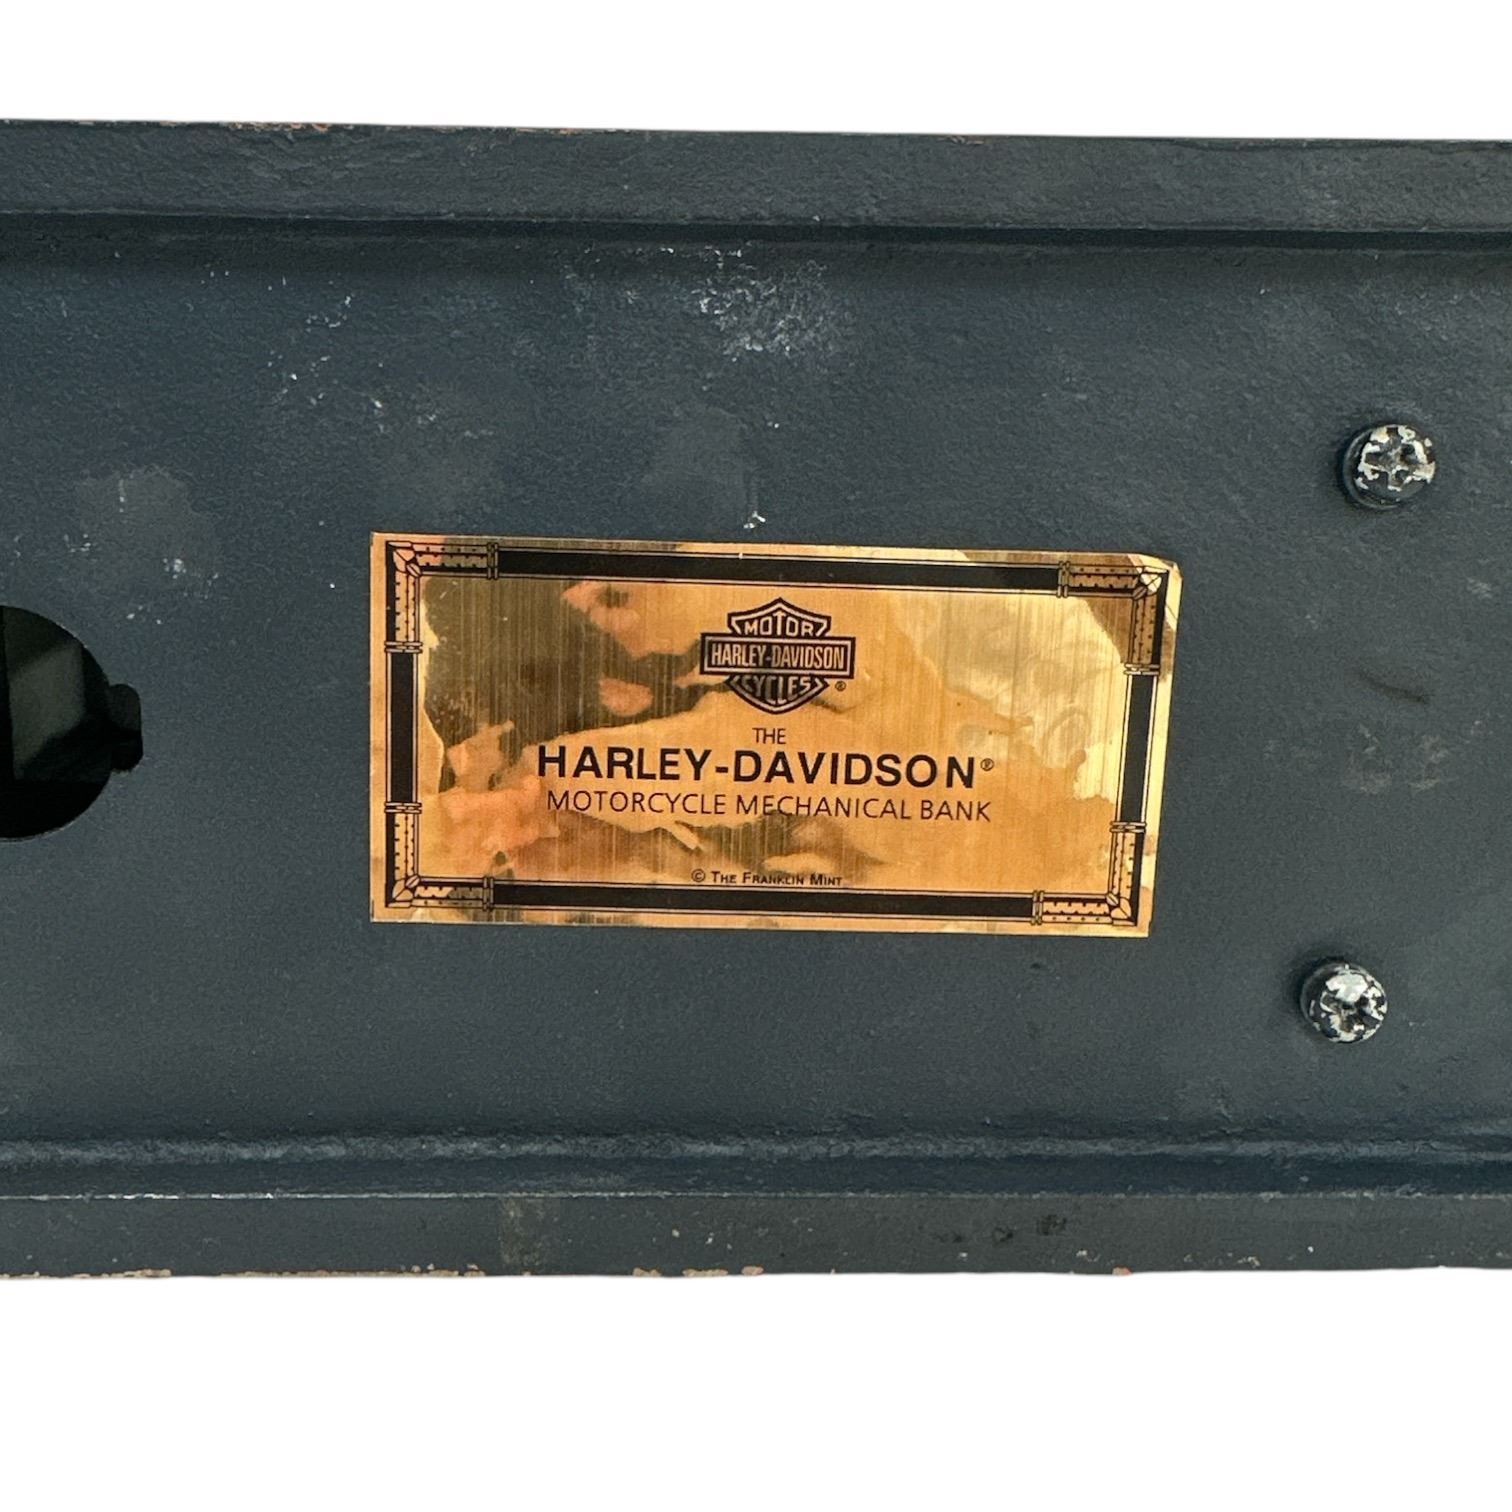 MOTOR
HARLEY-DAVIDSON
CYCLES ®
THE
HARLEY-DAVIDSON®
MOTORCYCLE MECHANICAL BANK
© THE FRANKLIN MINT